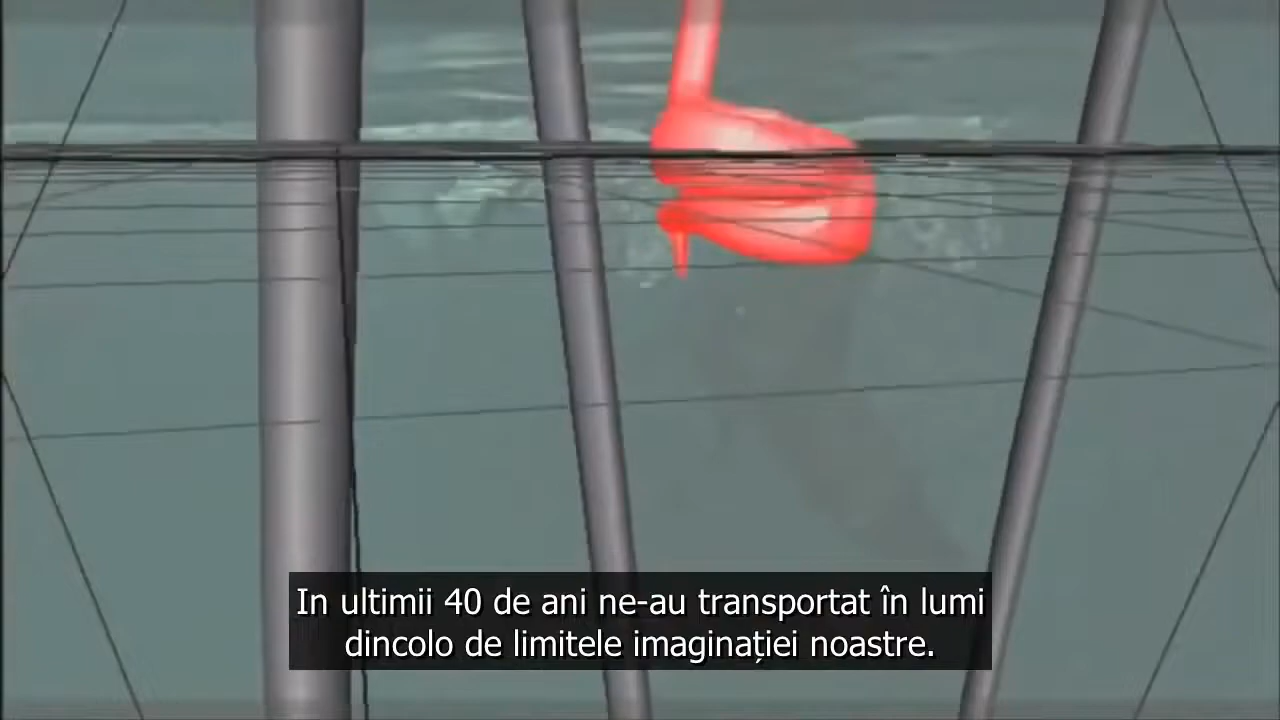 In ultimii 40 de ani ne-au transportat în lumi
dincolo de limitele imaginației noastre.